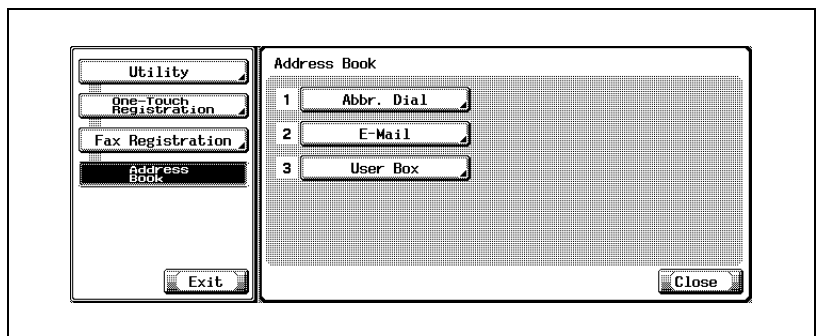 Utility
One-Touch
Registration
Fax Registration
Address
Book
Exit
Address Book
1 Abbr. Dial
2 E-Mail
3 User Box
Close